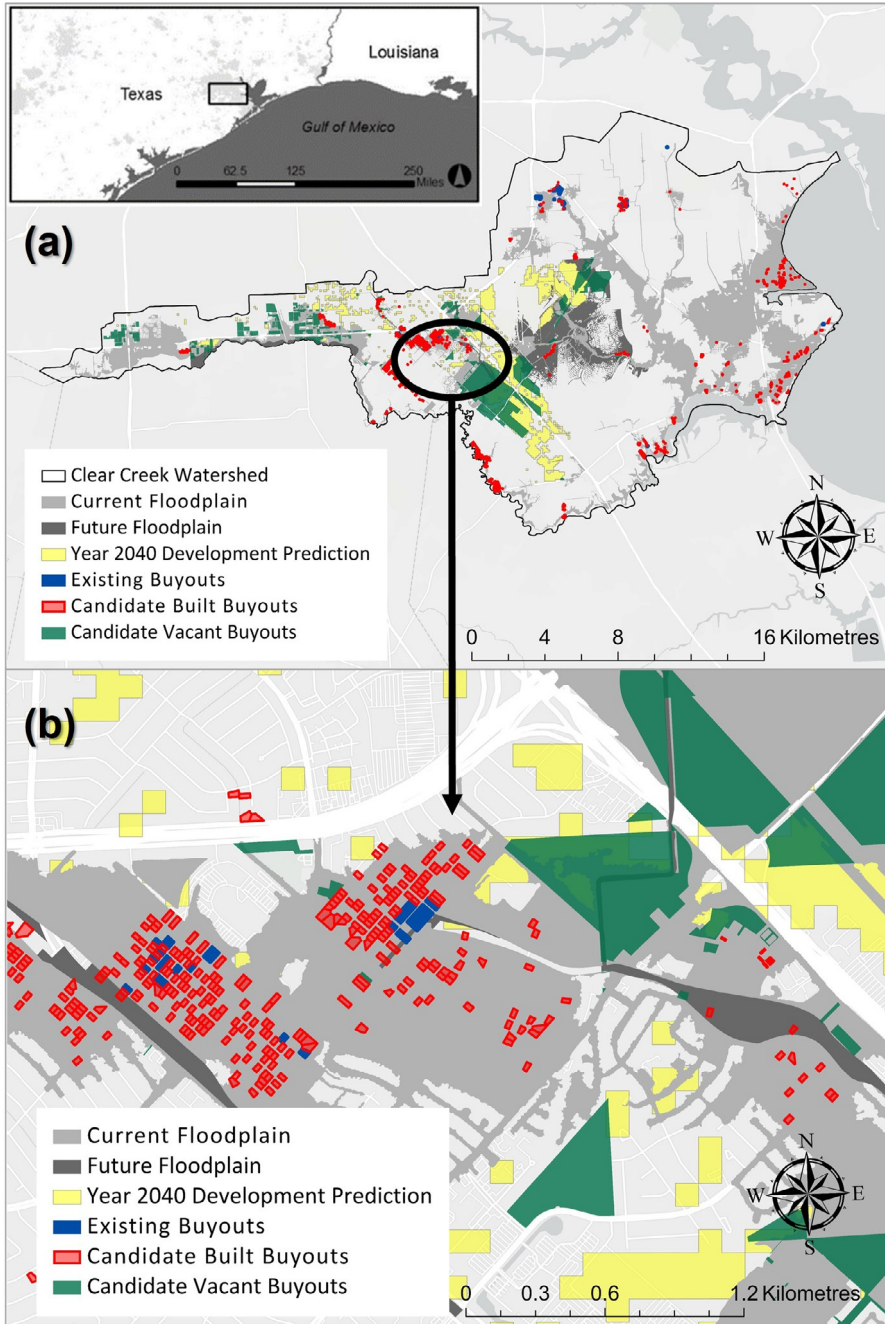 Louisiana
Texas
Gulf of Mexico
0 62.5 125 250
Miles
(a)
Clear Creek Watershed
Current Floodplain
Future Floodplain
Year 2040 Development Prediction
Existing Buyouts
Candidate Built Buyouts
Candidate Vacant Buyouts
N
W E
S
0 4 8 16 Kilometres
(b)
Current Floodplain
Future Floodplain
Year 2040 Development Prediction
Existing Buyouts
Candidate Built Buyouts
Candidate Vacant Buyouts
N
W E
S
0 0.3 0.6 1.2 Kilometres